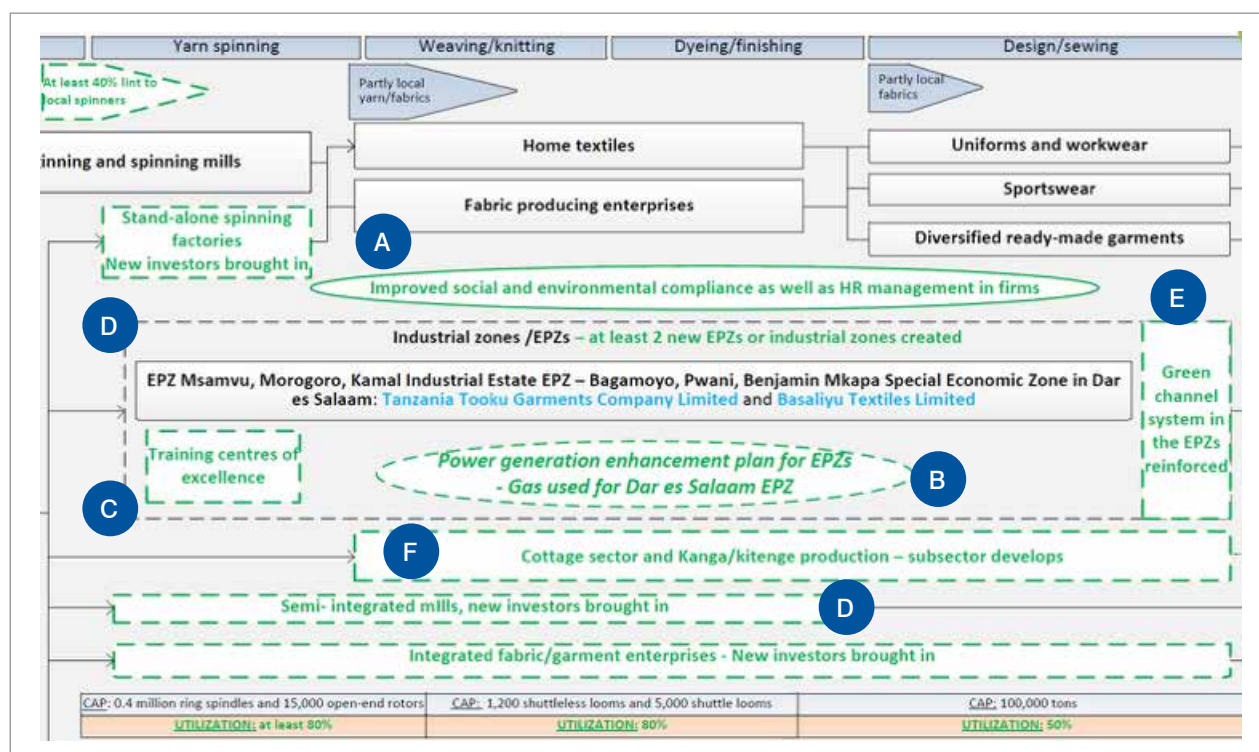 Yarn spinning
Weaving/knitting
Dyeing/finishing
Design/sewing
At least 40% lint to
local spinners
Partly local
yarn/fabrics
Partly local
fabrics
inning and spinning mills
Home textiles
Uniforms and workwear
Sportswear
Fabric producing enterprises
Diversified ready-made garments
Stand-alone spinning
factories
New investors brought in
A
Improved social and environmental compliance as well as HR management in firms
E
D
Industrial zones /EPZs – at least 2 new EPZs or industrial zones created
EPZ Msamvu, Morogoro, Kamal Industrial Estate EPZ – Bagamoyo, Pwani, Benjamin Mkapa Special Economic Zone in Dar
es Salaam: Tanzania Tooku Garments Company Limited and Basaliyu Textiles Limited
Green
channel
system in
the EPZs
reinforced
Training centres of
excellence
Power generation enhancement plan for EPZs
- Gas used for Dar es Salaam EPZ
B
C
F
Cottage sector and Kanga/kitenge production – subsector develops
Semi- integrated mIlls, new investors brought in
D
Integrated fabric/garment enterprises - New investors brought in
CAP: 0.4 million ring spindles and 15,000 open-end rotors
CAP: 1,200 shuttleless looms and 5,000 shuttle looms
CAP: 100,000 tons
UTILIZATION: at least 80%
UTILIZATION: 80%
UTILIZATION: 50%